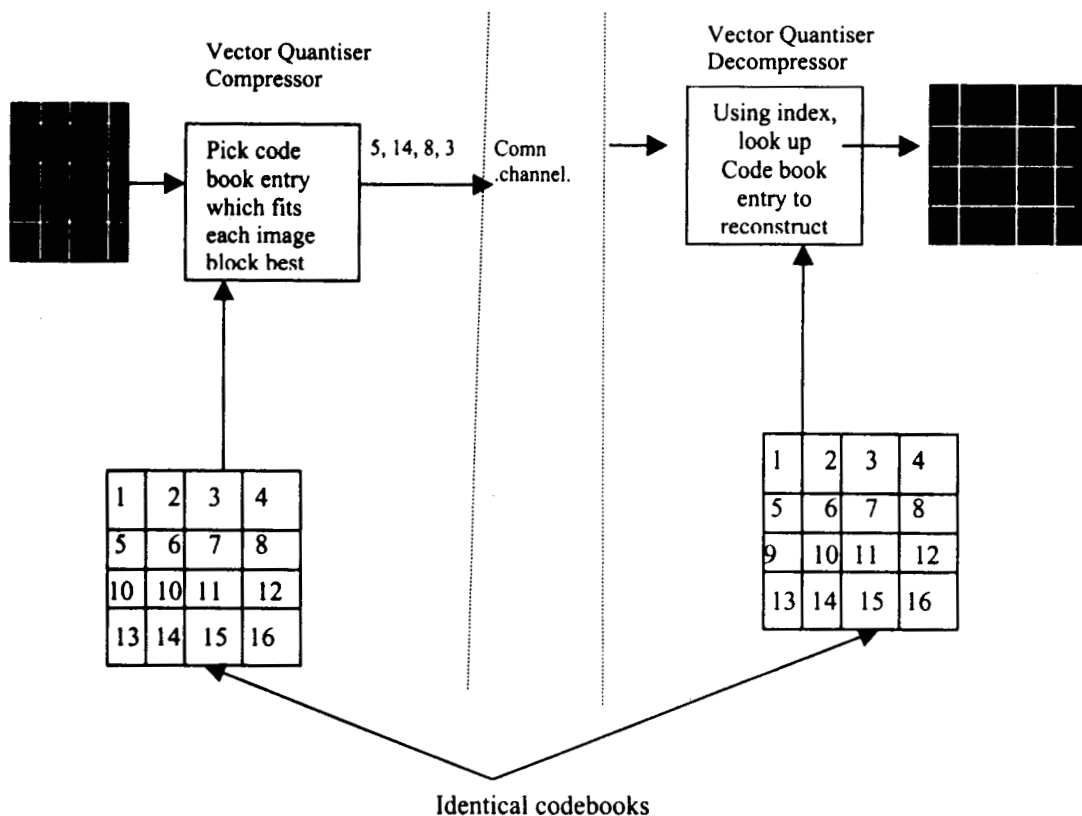 Vector Quantiser
Compressor
Vector Quantiser
Decompressor
Pick code
book entry
which fits
each image
block best
5, 14, 8, 3
Comn
.channel.
Using index,
look up
Code book
entry to
reconstruct
1 2 3 4
5 6 7 8
10 10 11 12
13 14 15 16
1 2 3 4
5 6 7 8
9 10 11 12
13 14 15 16
Identical codebooks